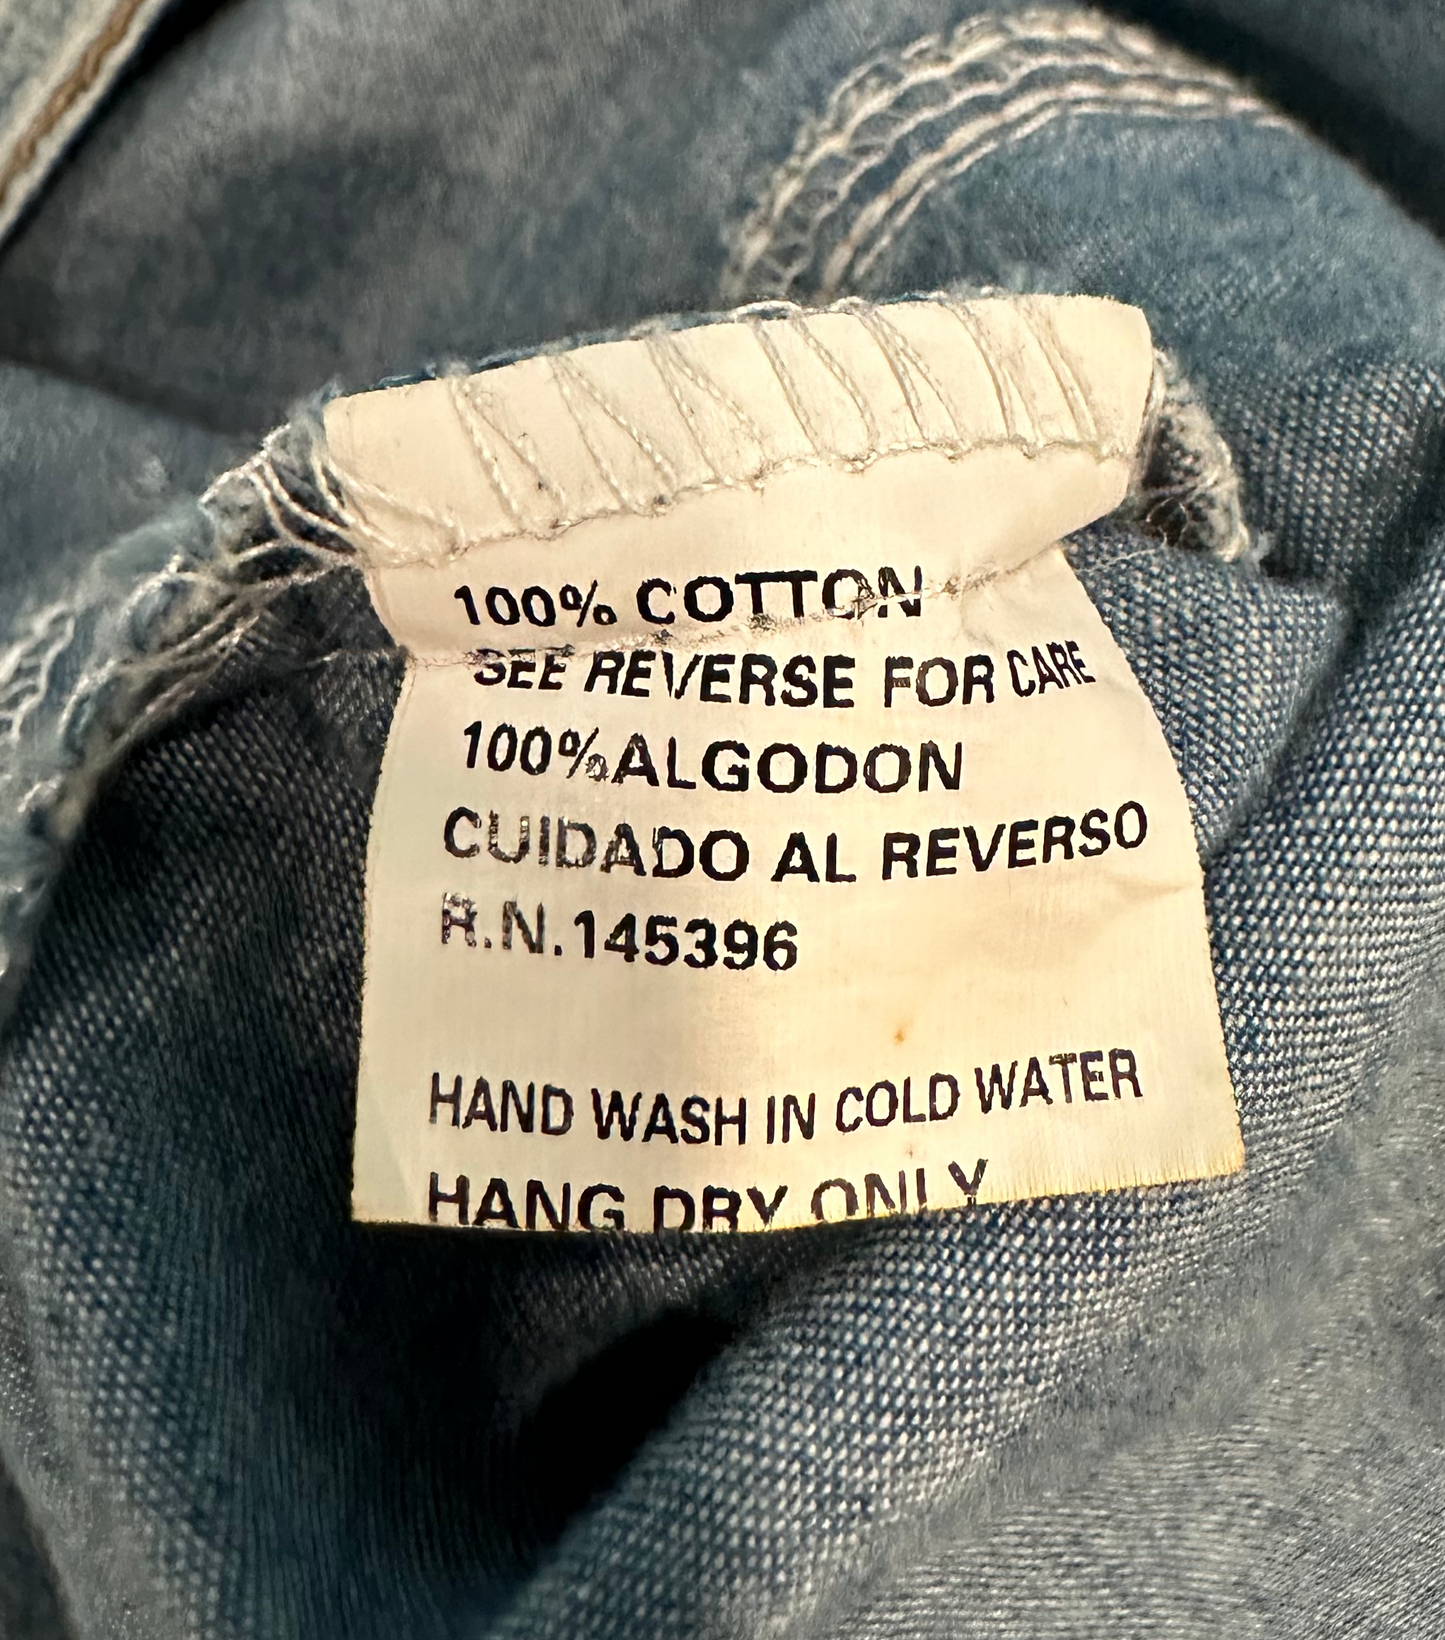 100% COTTON
SEE REVERSE FOR CARE
100%ALGODON
CUIDADO AL REVERSO
R.N.145396
HAND WASH IN COLD WATER
HANG DRY ONLY